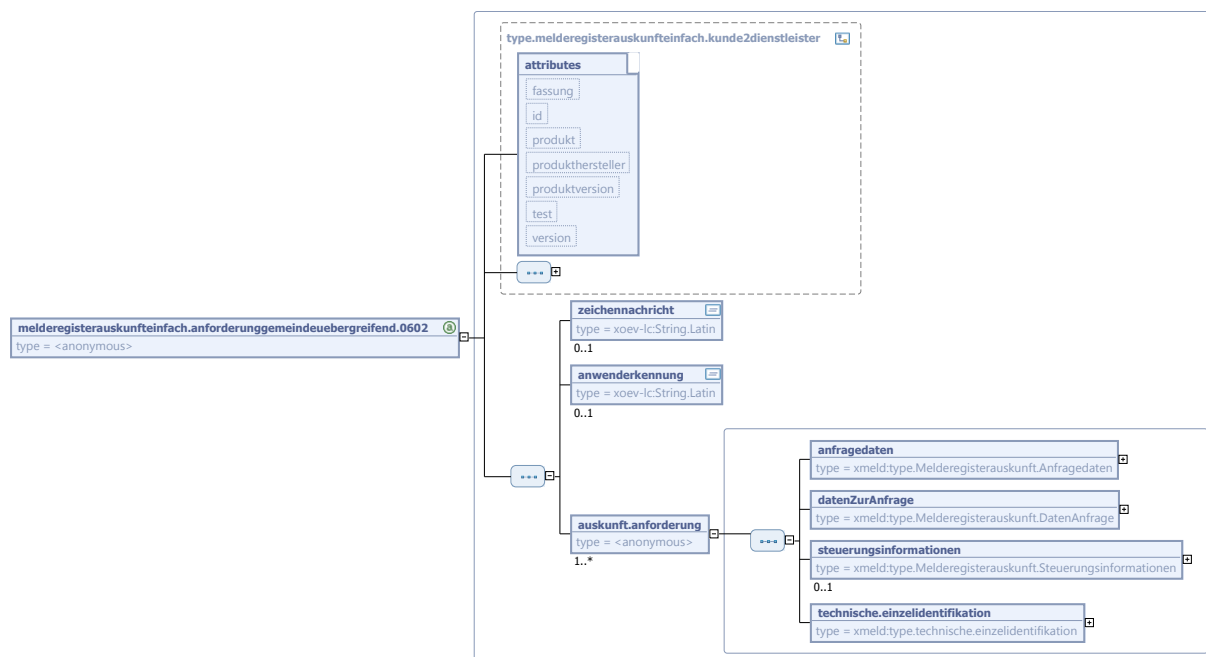 type.melderegisterauskunfteinfach.kunde2dienstleister
attributes
fassung
id
produkt
produkthersteller
produktversion
test
version
melderegisterauskunfteinfach.anforderunggemeindeuebergreifend.0602
type = <anonymous>
zeichennachricht
type = xoev-lc:String.Latin
0..1
anwenderkennung
type = xoev-lc:String.Latin
0..1
auskunft.anforderung
type = <anonymous>
1..*
anfragedaten
type = xmeld:type.Melderegisterauskunft.Anfragedaten
datenZurAnfrage
type = xmeld:type.Melderegisterauskunft.DatenAnfrage
steuerungsinformationen
type = xmeld:type.Melderegisterauskunft.Steuerungsinformationen
0..1
technische.einzelidentifikation
type = xmeld:type.technische.einzelidentifikation